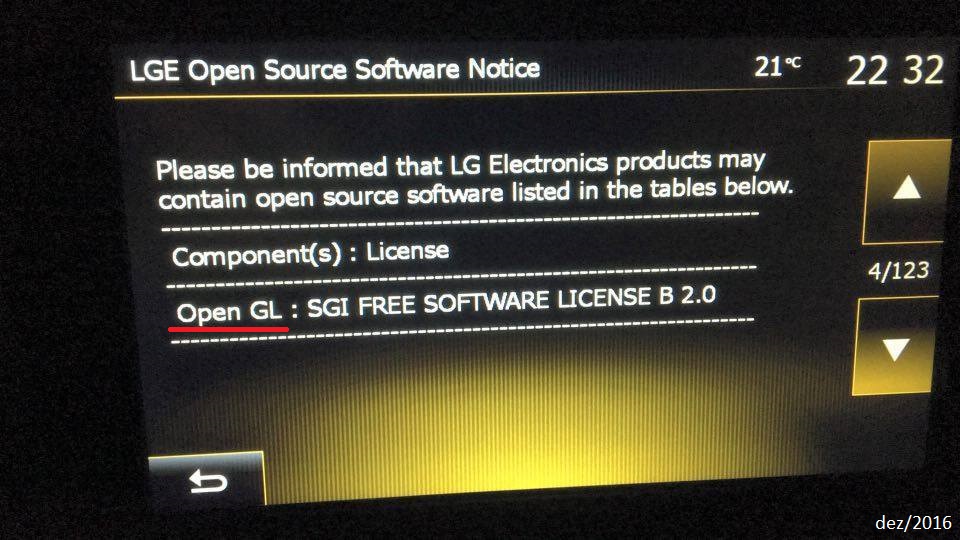 LGE Open Source Software Notice
21°C
22 32
Please be informed that LG Electronics products may
contain open source software listed in the tables below.
--------------------------------------------------------------
Component(s) : License
--------------------------------------------------------------
Open GL : SGI FREE SOFTWARE LICENSE B 2.0
--------------------------------------------------------------
4/123
dez/2016